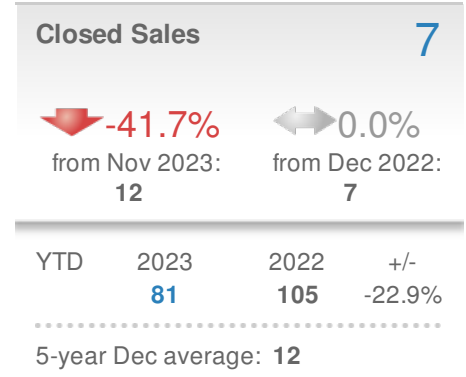 Closed Sales 7
-41.7% 0.0%
from Nov 2023: from Dec 2022:
12 7
YTD 2023 2022 +/-
81 105 -22.9%
5-year Dec average: 12